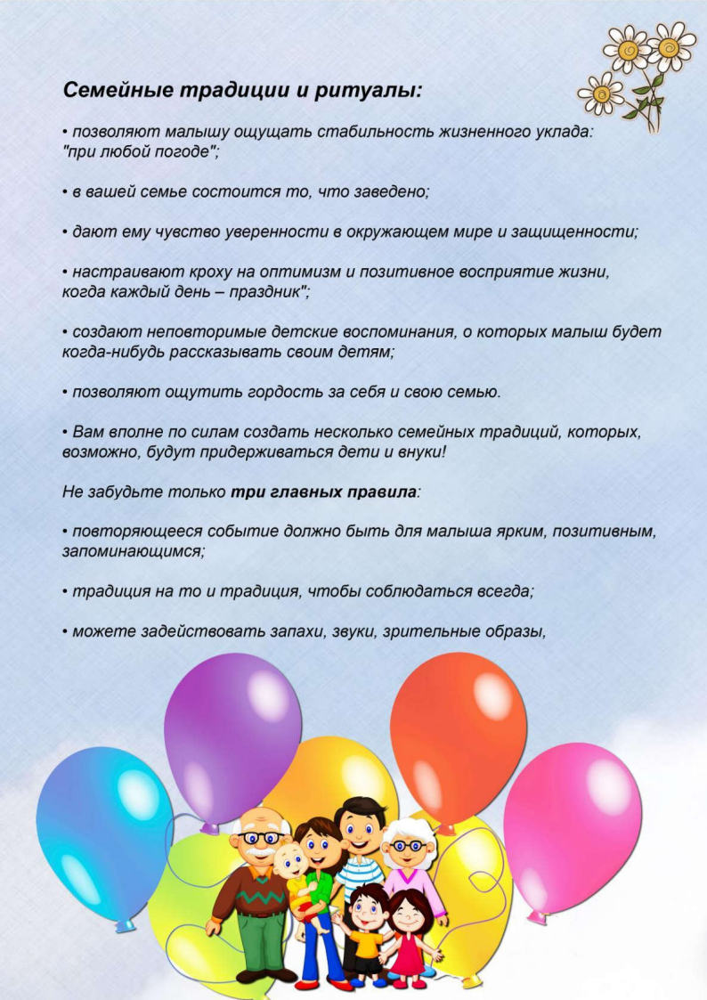 Семейные традиции и ритуалы:
• позволяют малышу ощущать стабильность жизненного уклада:
"при любой погоде";
• в вашей семье состоится то, что заведено;
• дают ему чувство уверенности в окружающем мире и защищенности;
• настраивают кроху на оптимизм и позитивное восприятие жизни,
когда каждый день – праздник";
• создают неповторимые детские воспоминания, о которых малыш будет
когда-нибудь рассказывать своим детям;
• позволяют ощутить гордость за себя и свою семью.
• Вам вполне по силам создать несколько семейных традиций, которых,
возможно, будут придерживаться дети и внуки!
Не забудьте только три главных правила:
• повторяющееся событие должно быть для малыша ярким, позитивным,
запоминающимся;
• традиция на то и традиция, чтобы соблюдаться всегда;
• можете задействовать запахи, звуки, зрительные образы,